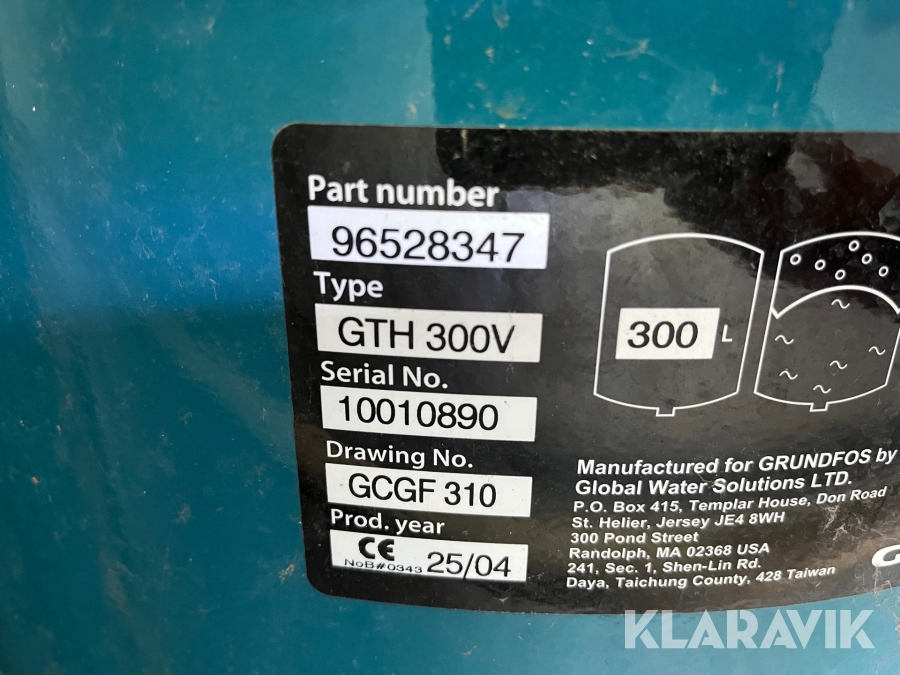 Part number
96528347
Type
GTH 300V
Serial No.
10010890
Drawing No.
GCGF 310
Prod. year
CE NoB#0343 25/04
300 L
Manufactured for GRUNDFOS by
Global Water Solutions LTD.
P.O. Box 415, Templar House, Don Road
St. Helier, Jersey JE4 8WH
300 Pond Street
Randolph, MA 02368 USA
241, Sec. 1, Shen-Lin Rd.
Daya, Taichung County, 428 Taiwan
G
KLARAVIK